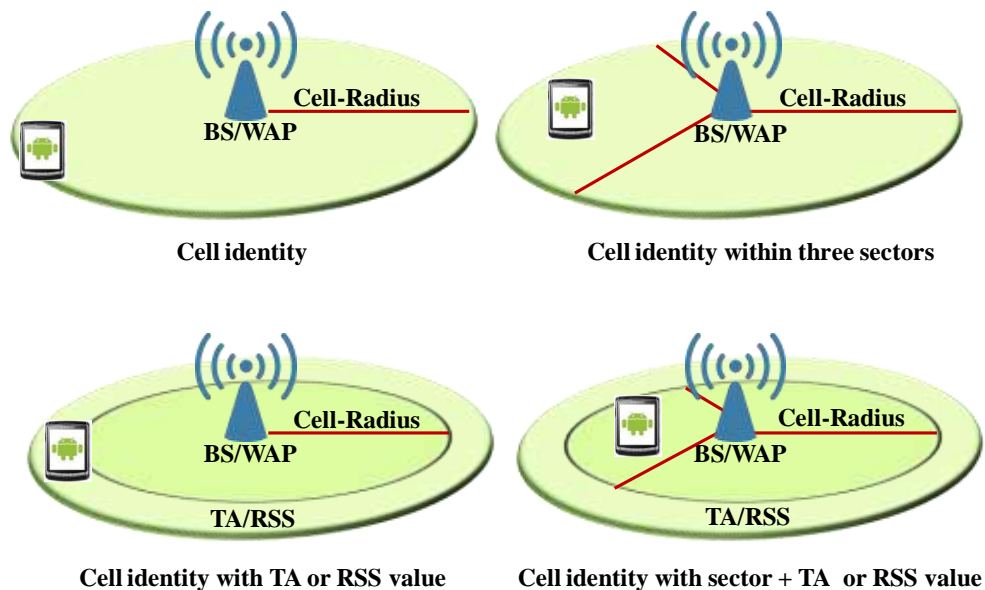 Cell-Radius
BS/WAP
Cell identity
Cell-Radius
BS/WAP
Cell identity within three sectors
Cell-Radius
BS/WAP
TA/RSS
Cell identity with TA or RSS value
Cell-Radius
BS/WAP
TA/RSS
Cell identity with sector + TA or RSS value